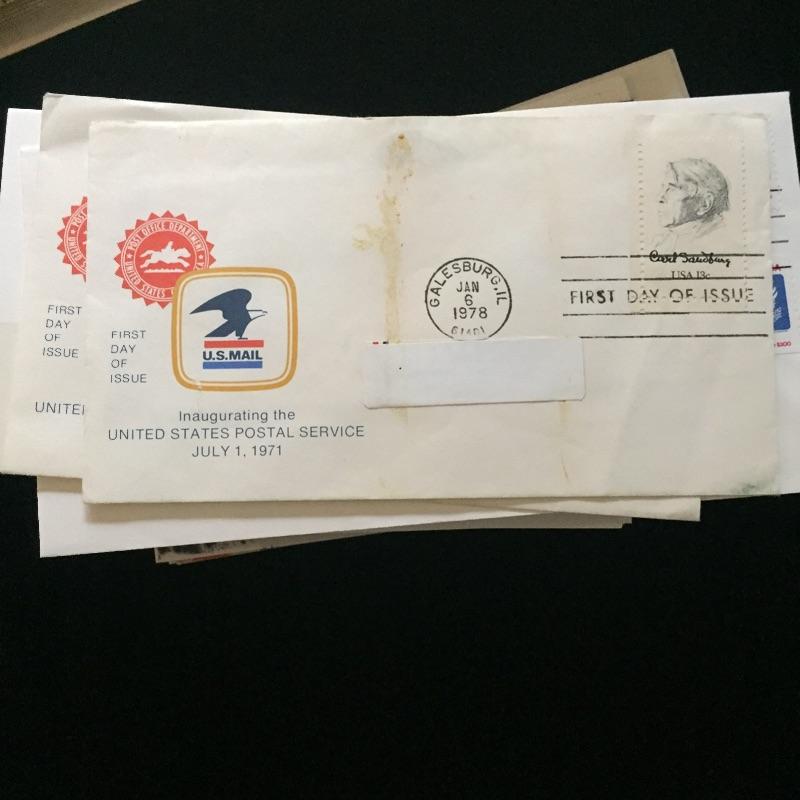 UNITED STATES POST OFFICE DEPARTMENT
FIRST
DAY
OF
ISSUE
U.S.MAIL
Inaugurating the
UNITED STATES POSTAL SERVICE
JULY 1, 1971
GALESBURG, IL
JAN
6
1978
61401
Carl Sandburg
USA 13c
FIRST DAY OF ISSUE
FIRST
DAY
OF
ISSUE
UNITE